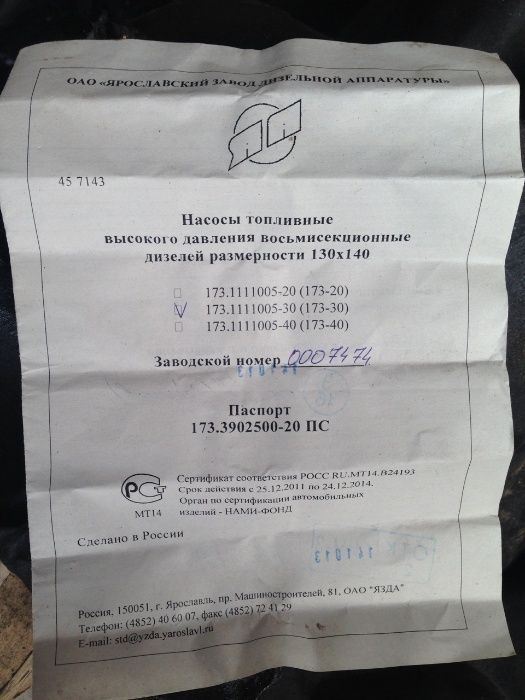 ОАО «ЯРОСЛАВСКИЙ ЗАВОД ДИЗЕЛЬНОЙ АППАРАТУРЫ»
45 7143
Насосы топливные
высокого давления восьмисекционные
дизелей размерности 130х140
173.1111005-20 (173-20)
173.1111005-30 (173-30)
173.1111005-40 (173-40)
Заводской номер 0007474
Паспорт
173.3902500-20 ПС
Сертификат соответствия РОСС RU.МТ14.В24193
Срок действия с 25.12.2011 по 24.12.2014.
Орган по сертификации автомобильных
изделий - НАМИ-ФОНД
МТ14
Сделано в России
Россия, 150051, г. Ярославль, пр. Машиностроителей, 81, ОАО "ЯЗДА"
Телефон: (4852) 40 60 07, факс (4852) 72 41 29
E-mail: std@yzda.yaroslavl.ru